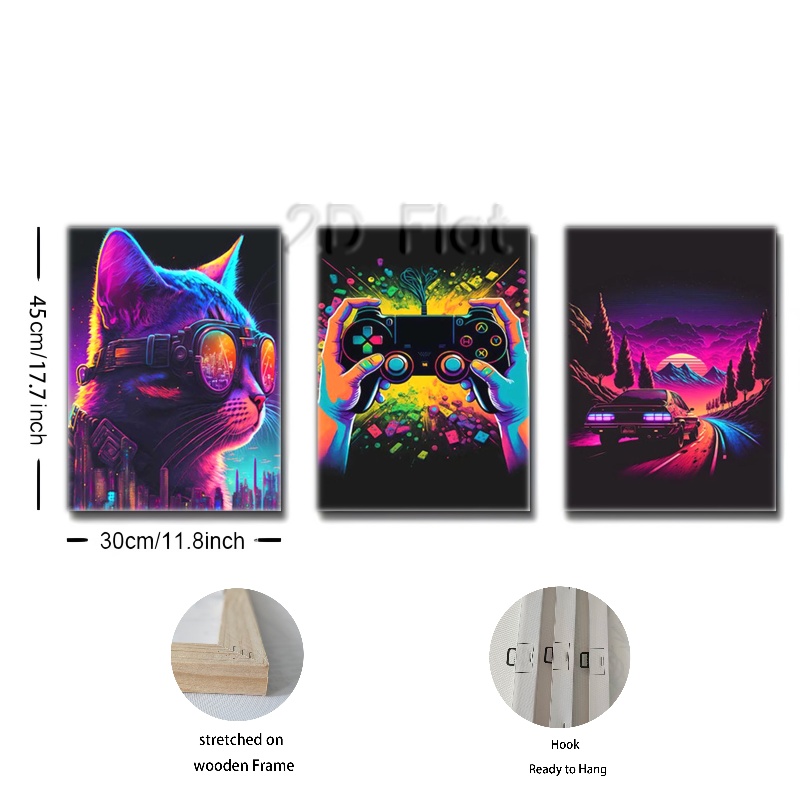 2D Flat
45cm/17.7inch
30cm/11.8inch
stretched on
wooden Frame
Hook
Ready to Hang